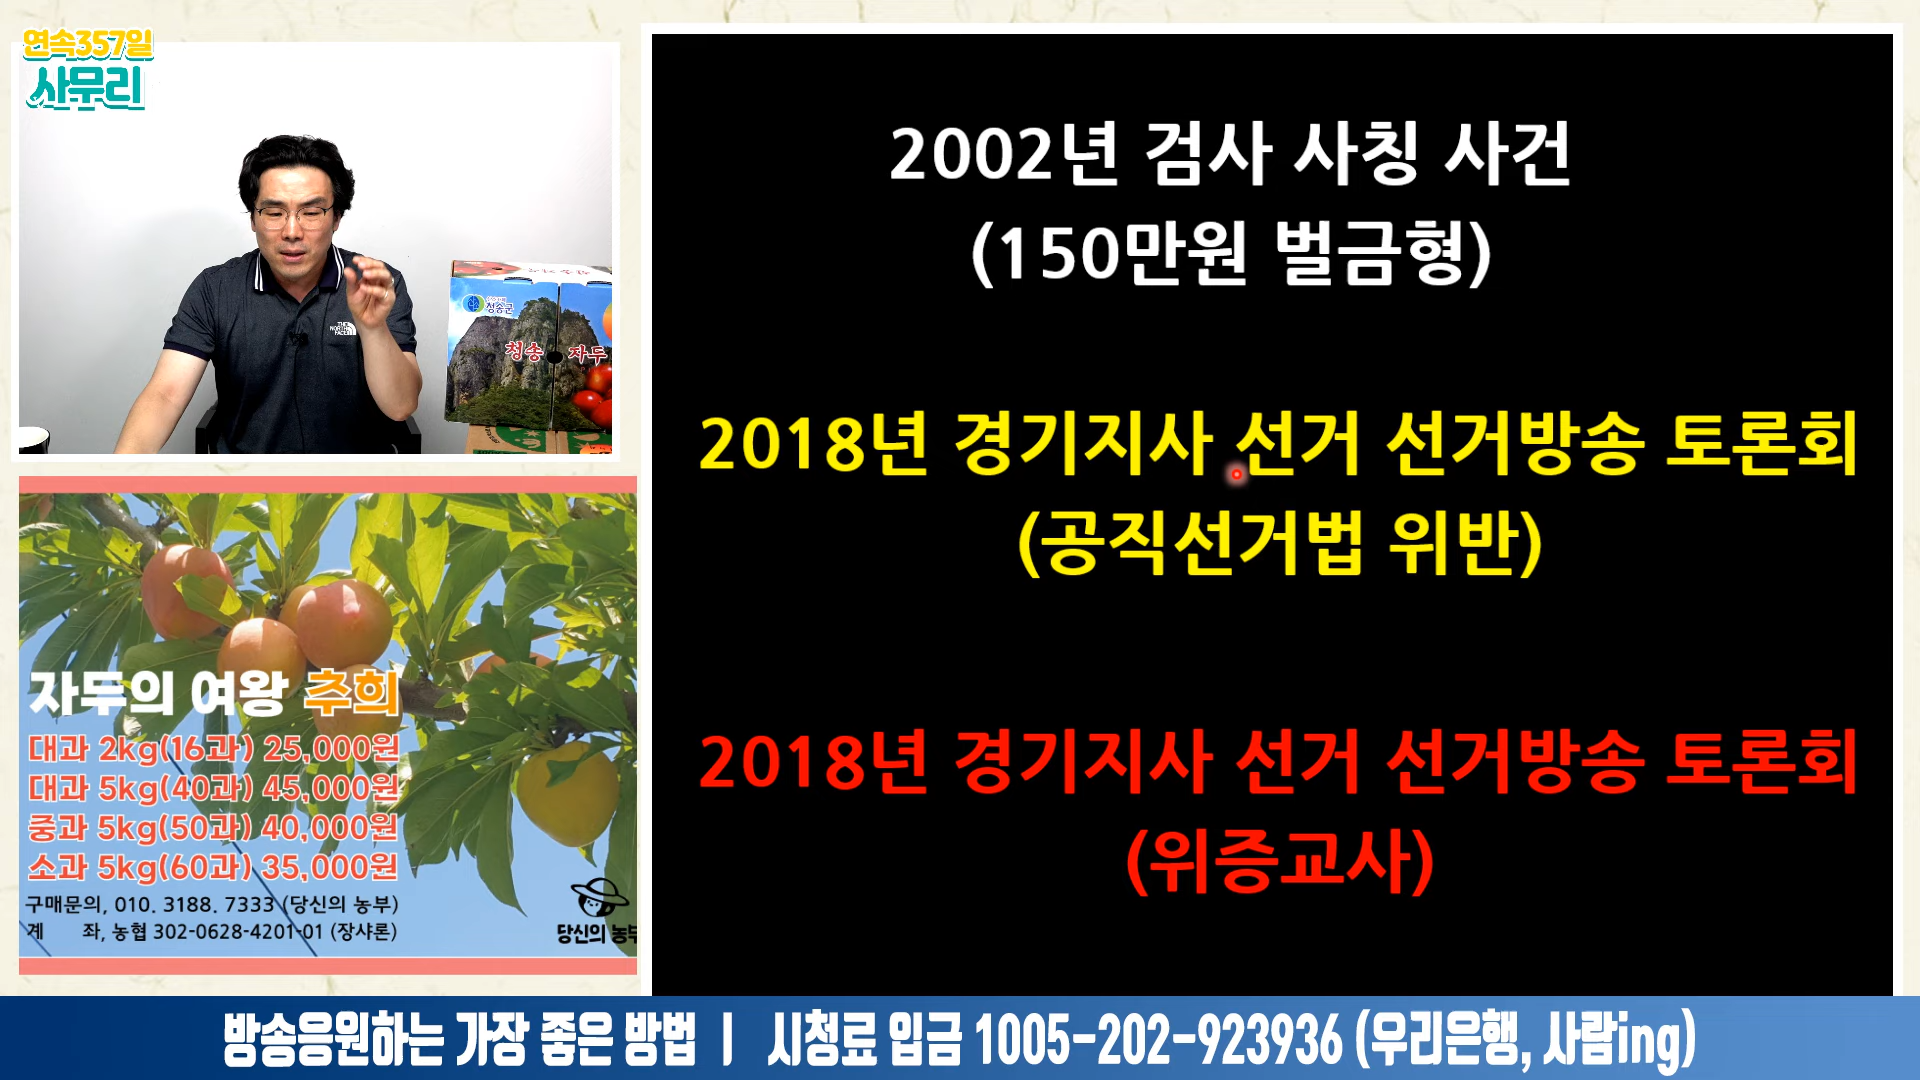 연속357일
사무리
THE
NORTH
FACE
청송군
청송 자두
2002년 검사 사칭 사건
(150만원 벌금형)
2018년 경기지사 선거 선거방송 토론회
(공직선거법 위반)
2018년 경기지사 선거 선거방송 토론회
(위증교사)
자두의 여왕 추희
대과 2kg(16과) 25,000원
대과 5kg(40과) 45,000원
중과 5kg(50과) 40,000원
소과 5kg(60과) 35,000원
구매문의, 010. 3188. 7333 (당신의 농부)
계 좌, 농협 302-0628-4201-01 (장샤론)
당신의 농부
방송응원하는 가장 좋은 방법 ㅣ 시청료 입금 1005-202-923936 (우리은행, 사람ing)